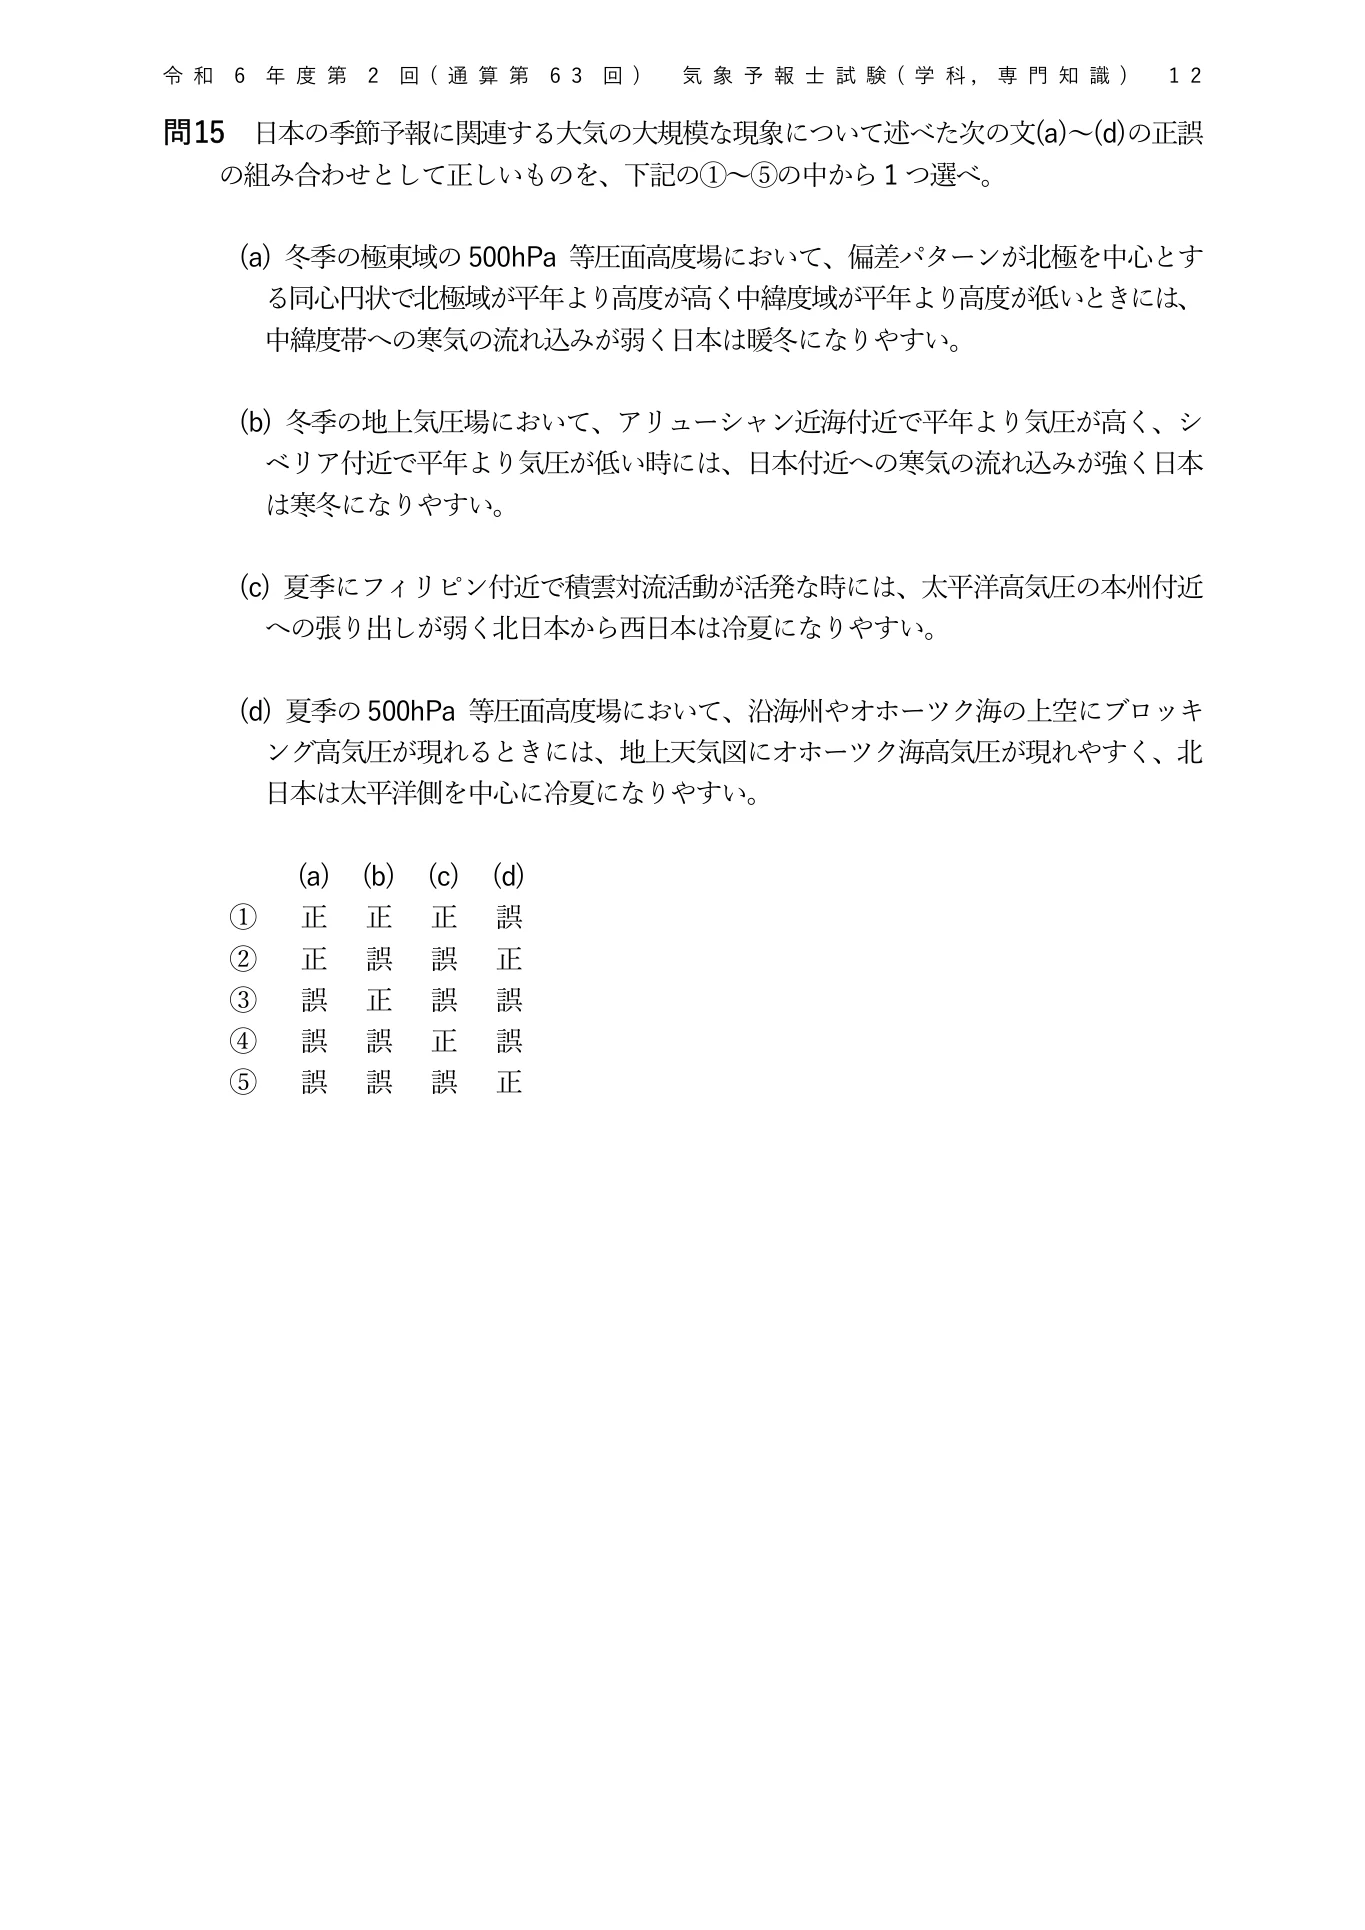 令和6年度第2回(通算第63回) 気象予報士試験(学科,専門知識) 12
問15 日本の季節予報に関連する大気の大規模な現象について述べた次の文(a)〜(d)の正誤
の組み合わせとして正しいものを、下記の①〜⑤の中から1つ選べ。
(a) 冬季の極東域の500hPa 等圧面高度場において、偏差パターンが北極を中心とす
る同心円状で北極域が平年より高度が高く中緯度域が平年より高度が低いときには、
中緯度帯への寒気の流れ込みが弱く日本は暖冬になりやすい。
(b) 冬季の地上気圧場において、アリューシャン近海付近で平年より気圧が高く、シ
ベリア付近で平年より気圧が低い時には、日本付近への寒気の流れ込みが強く日本
は寒冬になりやすい。
(c) 夏季にフィリピン付近で積雲対流活動が活発な時には、太平洋高気圧の本州付近
への張り出しが弱く北日本から西日本は冷夏になりやすい。
(d) 夏季の500hPa 等圧面高度場において、沿海州やオホーツク海の上空にブロッキ
ング高気圧が現れるときには、地上天気図にオホーツク海高気圧が現れやすく、北
日本は太平洋側を中心に冷夏になりやすい。
(a) (b) (c) (d)
① 正 正 正 誤
② 正 誤 誤 正
③ 誤 正 誤 誤
④ 誤 誤 正 誤
⑤ 誤 誤 誤 正